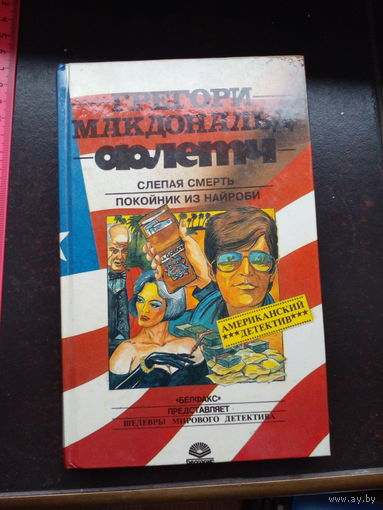 ГРЕГОРИ
МАКДОНАЛЬД
ФЛЕТЧ
СЛЕПАЯ СМЕРТЬ
ПОКОЙНИК ИЗ НАЙРОБИ
АМЕРИКАНСКИЙ
***ДЕТЕКТИВ***
«БЕЛФАКС»
ПРЕДСТАВЛЯЕТ
ШЕДЕВРЫ МИРОВОГО ДЕТЕКТИВА
www.ay.by